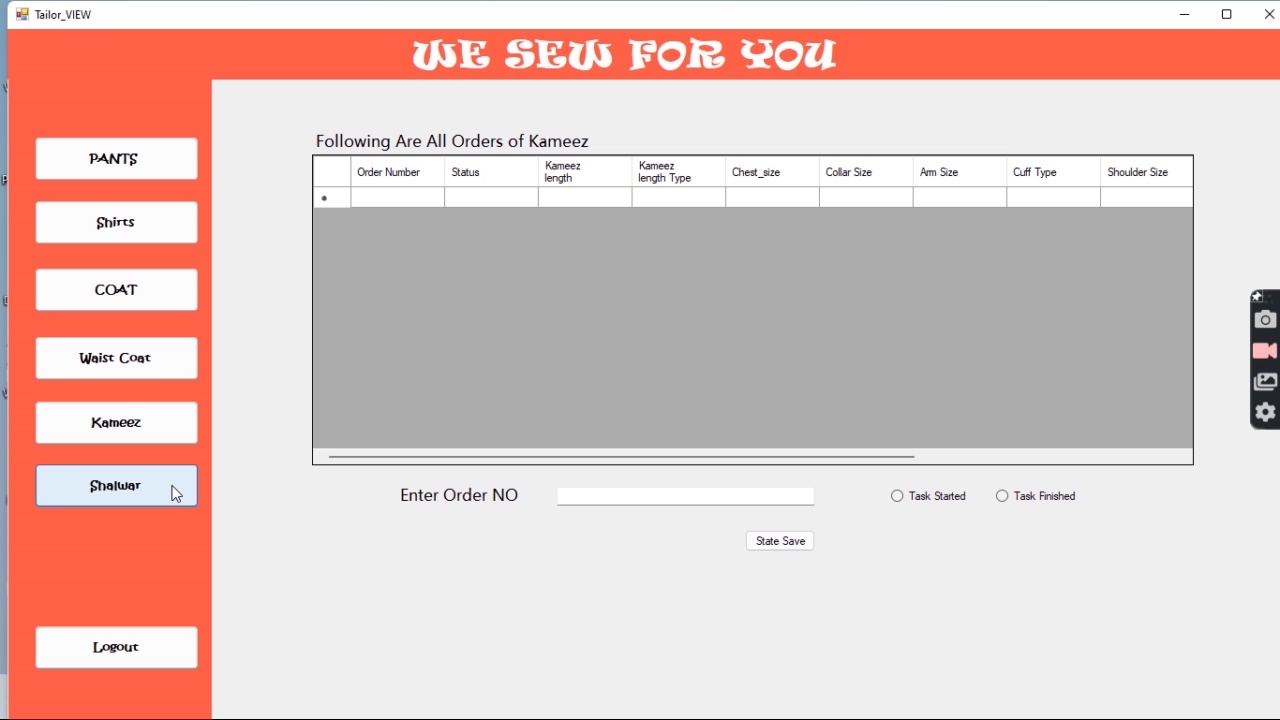 Tailor_VIEW
WE SEW FOR YOU
PANTS
Shirts
COAT
Waist Coat
Kameez
Shalwar
Logout
Following Are All Orders of Kameez
Order Number Status Kameez length Kameez length Type Chest_size Collar Size Arm Size Cuff Type Shoulder Size
Enter Order NO
Task Started Task Finished
State Save